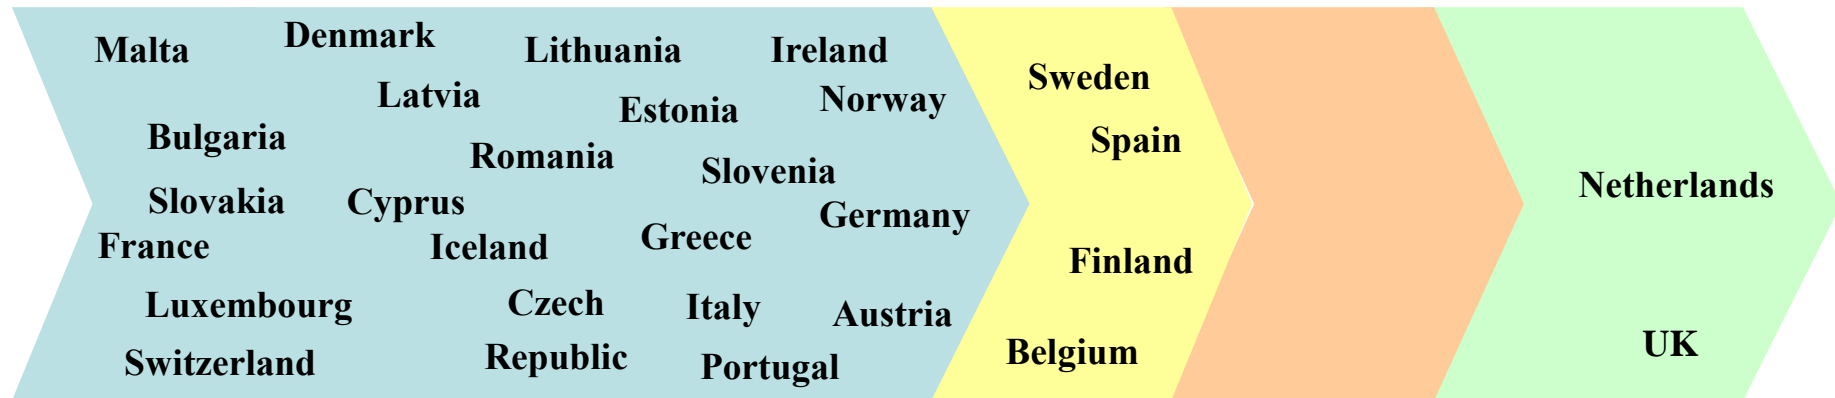 Malta
Denmark
Lithuania
Ireland
Latvia
Estonia
Norway
Bulgaria
Romania
Slovenia
Slovakia
Cyprus
Germany
France
Iceland
Greece
Luxembourg
Czech
Republic
Italy
Austria
Switzerland
Portugal
Sweden
Spain
Finland
Belgium
Netherlands
UK